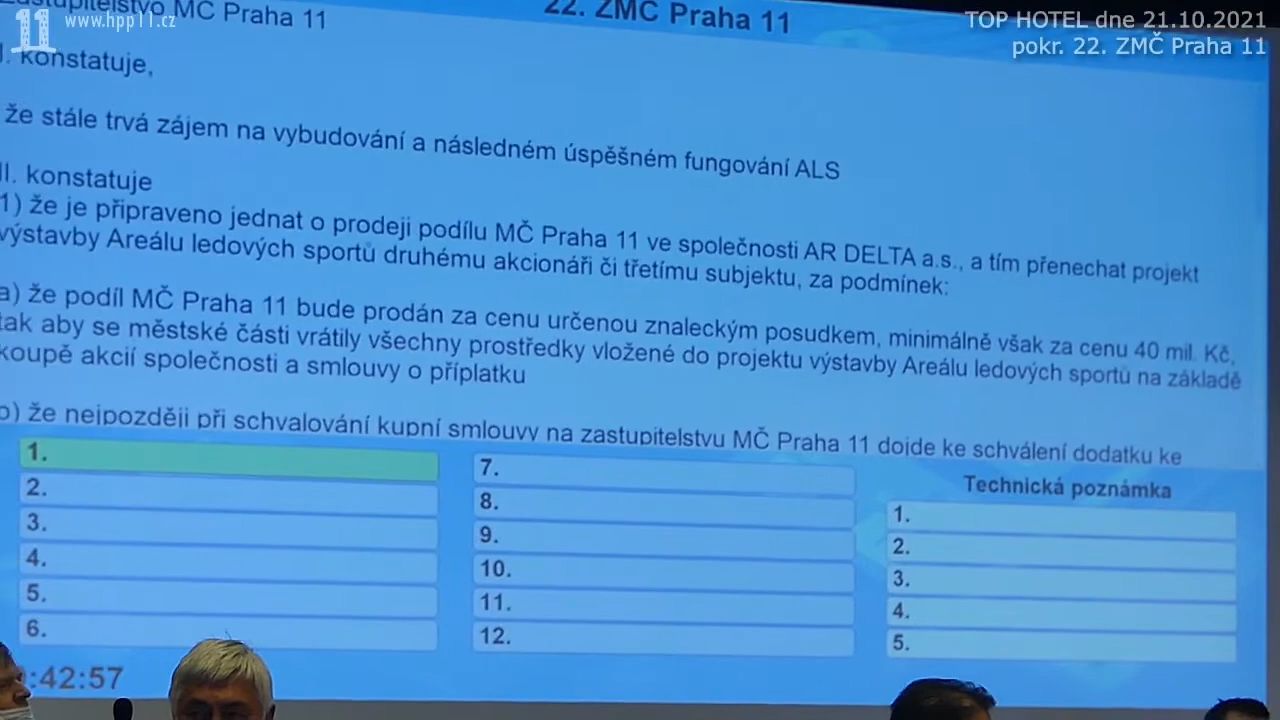 Zastupitelstvo MČ Praha 11
22. ZMČ Praha 11
11 www.hpp11.cz
TOP HOTEL dne 21.10.2021
pokr. 22. ZMČ Praha 11
I. konstatuje,
že stále trvá zájem na vybudování a následném úspěšném fungování ALS
II. konstatuje
1) že je připraveno jednat o prodeji podílu MČ Praha 11 ve společnosti AR DELTA a.s., a tím přenechat projekt
výstavby Areálu ledových sportů druhému akcionáři či třetímu subjektu, za podmínek:
a) že podíl MČ Praha 11 bude prodán za cenu určenou znaleckým posudkem, minimálně však za cenu 40 mil. Kč,
tak aby se městské části vrátily všechny prostředky vložené do projektu výstavby Areálu ledových sportů na základě
koupě akcií společnosti a smlouvy o příplatku
b) že nejpozději při schvalování kupní smlouvy na zastupitelstvu MČ Praha 11 dojde ke schválení dodatku ke
1.
2.
3.
4.
5.
6.
7.
8.
9.
10.
11.
12.
Technická poznámka
1.
2.
3.
4.
5.
:42:57